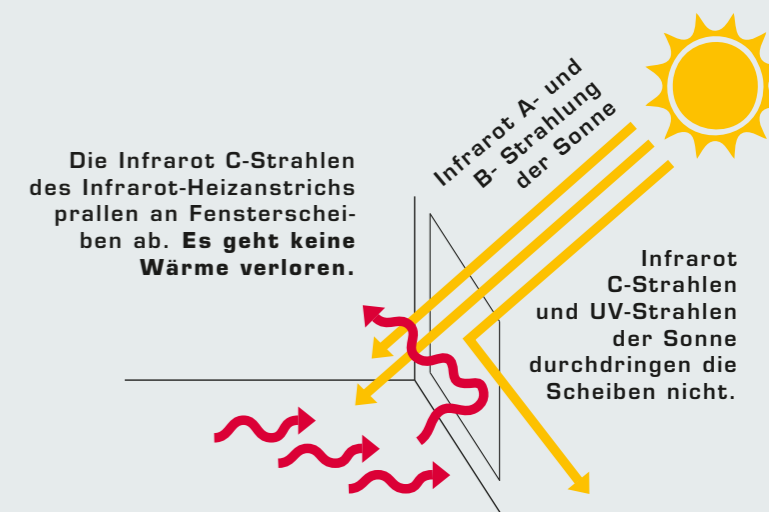 Die Infrarot C-Strahlen
des Infrarot-Heizanstrichs
prallen an Fensterschei-
ben ab. Es geht keine
Wärme verloren.
Infrarot A- und
B- Strahlung
der Sonne
Infrarot
C-Strahlen
und UV-Strahlen
der Sonne
durchdringen die
Scheiben nicht.